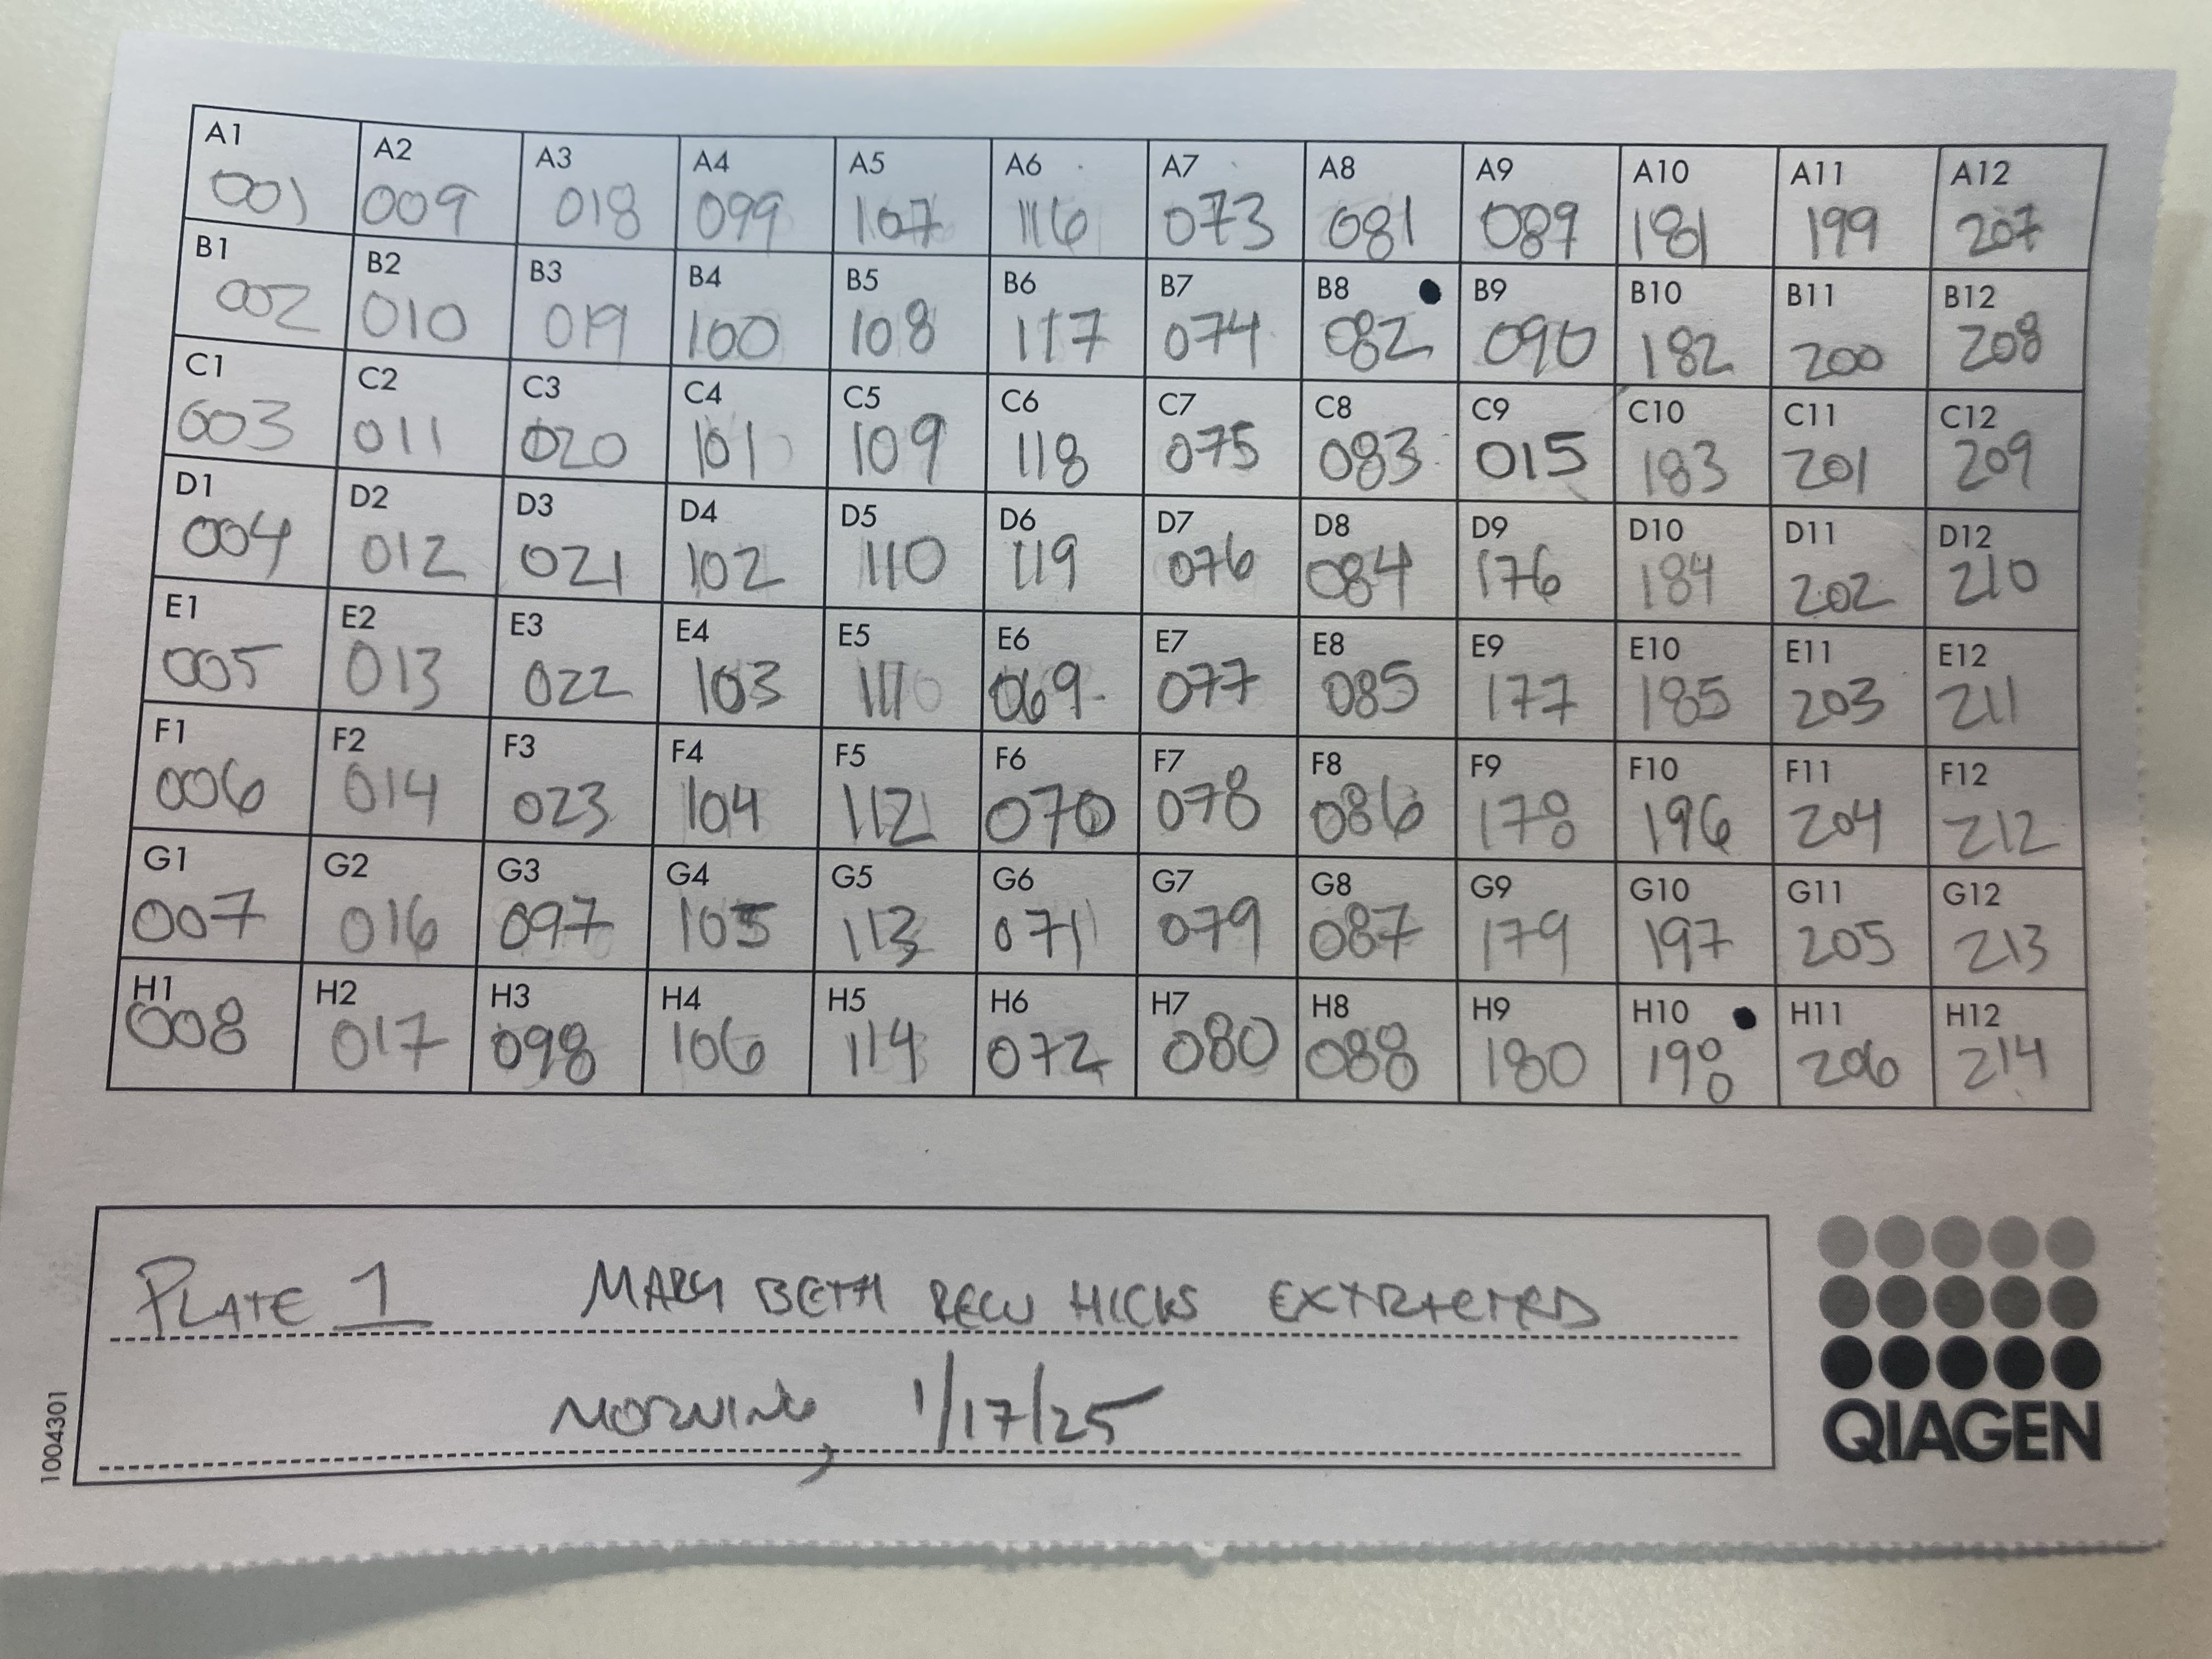 A1 A2 A3 A4 A5 A6 A7 A8 A9 A10 A11 A12
001 009 018 099 107 116 073 081 089 181 199 207
B1 B2 B3 B4 B5 B6 B7 B8 B9 B10 B11 B12
002 010 019 100 108 117 074 082 090 182 200 208
C1 C2 C3 C4 C5 C6 C7 C8 C9 C10 C11 C12
003 011 020 101 109 118 075 083 015 183 201 209
D1 D2 D3 D4 D5 D6 D7 D8 D9 D10 D11 D12
004 012 021 102 110 119 076 084 176 184 202 210
E1 E2 E3 E4 E5 E6 E7 E8 E9 E10 E11 E12
005 013 022 103 111 069 077 085 177 185 203 211
F1 F2 F3 F4 F5 F6 F7 F8 F9 F10 F11 F12
006 014 023 104 112 070 078 086 178 196 204 212
G1 G2 G3 G4 G5 G6 G7 G8 G9 G10 G11 G12
007 016 097 105 113 071 079 087 179 197 205 213
H1 H2 H3 H4 H5 H6 H7 H8 H9 H10 H11 H12
008 017 098 106 114 072 080 088 180 198 206 214
PLATE 1 MARY BETH HICKS EXTRACTED
MORNING, 1/17/25
QIAGEN
1004301